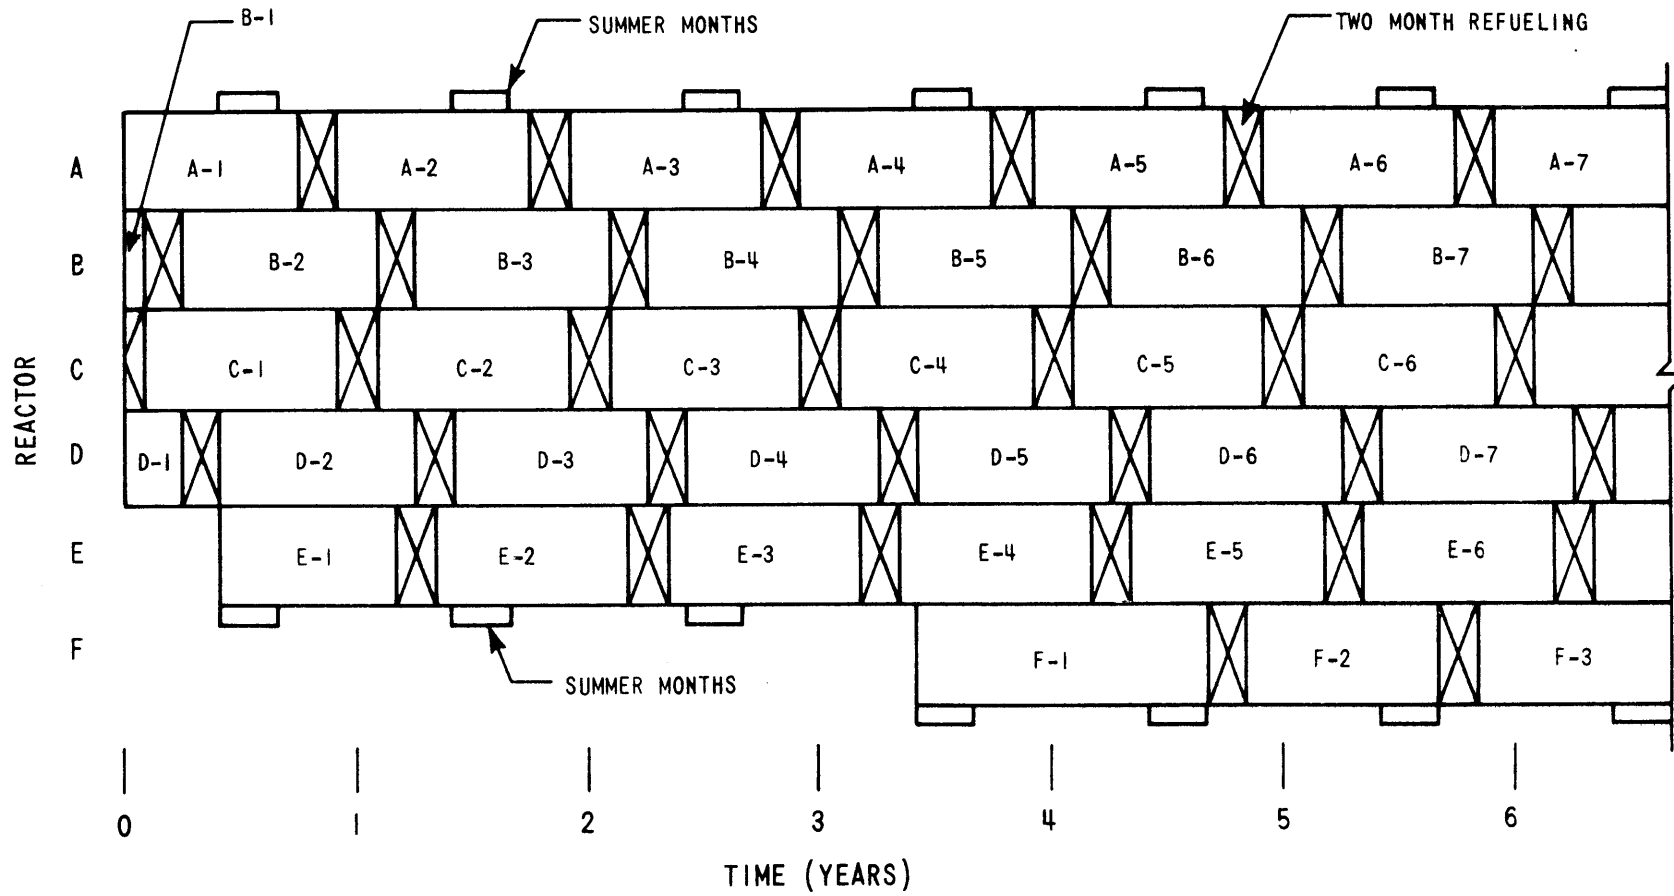 B-1
SUMMER MONTHS
TWO MONTH REFUELING
A
A-1
A-2
A-3
A-4
A-5
A-6
A-7
B
B-2
B-3
B-4
B-5
B-6
B-7
REACTOR
C
C-1
C-2
C-3
C-4
C-5
C-6
D
D-1
D-2
D-3
D-4
D-5
D-6
D-7
E
E-1
E-2
E-3
E-4
E-5
E-6
F
F-1
F-2
F-3
SUMMER MONTHS
0 1 2 3 4 5 6
TIME (YEARS)